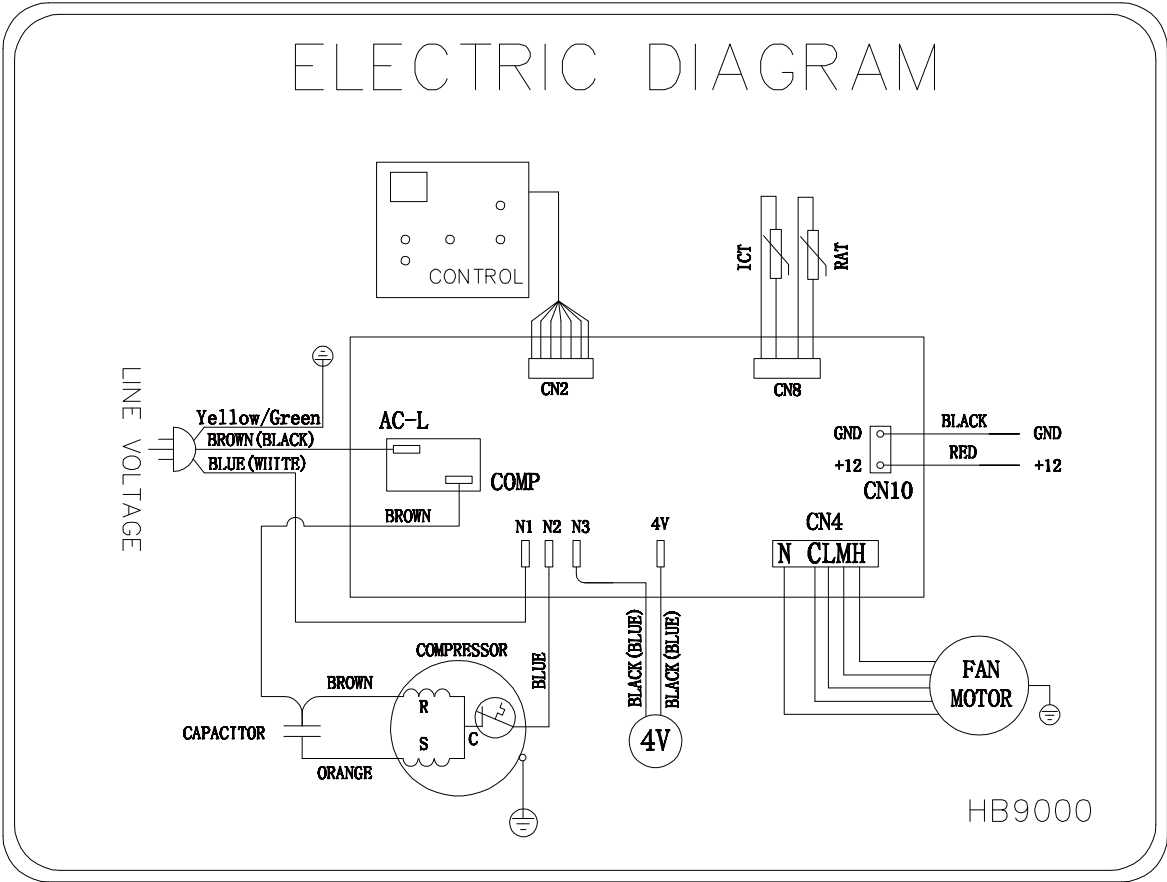 ELECTRIC DIAGRAM
CONTROL
ICT
RAT
CN2
CN8
LINE VOLTAGE
Yellow/Green
BROWN(BLACK)
BLUE(WIITE)
AC-L
COMP
BROWN
GND
+12
BLACK
RED
GND
+12
CN10
N1 N2 N3
4V
CN4
N CLMH
COMPRESSOR
BROWN
CAPACITOR
ORANGE
R
S
C
BLUE
BLACK(BLUE)
BLACK(BLUE)
4V
FAN
MOTOR
HB9000